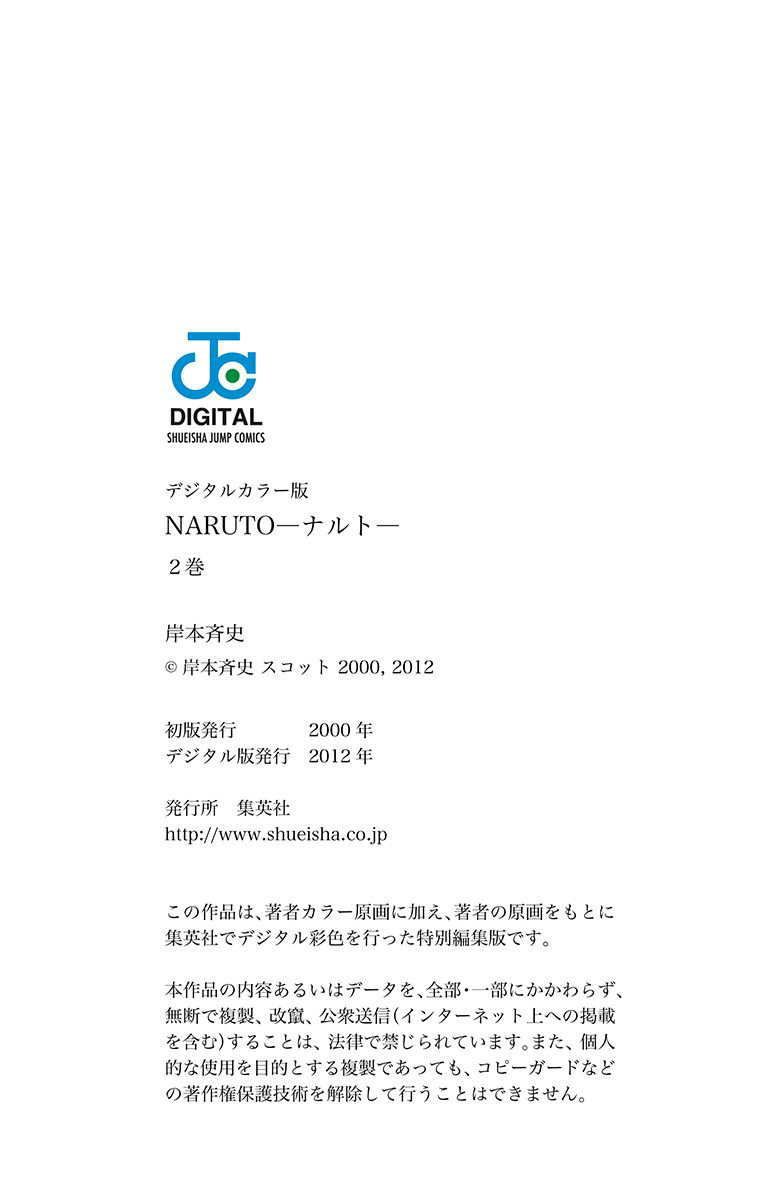 JC
DIGITAL
SHUEISHA JUMP COMICS
デジタルカラー版
NARUTO―ナルト―
２巻
岸本斉史
© 岸本斉史 スコット 2000, 2012
初版発行　　　　2000 年
デジタル版発行　2012 年
発行所　集英社
http://www.shueisha.co.jp
この作品は、著者カラー原画に加え、著者の原画をもとに
集英社でデジタル彩色を行った特別編集版です。
本作品の内容あるいはデータを、全部・一部にかかわらず、
無断で複製、改竄、公衆送信（インターネット上への掲載
を含む）することは、法律で禁じられています。また、個人
的な使用を目的とする複製であっても、コピーガードなど
の著作権保護技術を解除して行うことはできません。